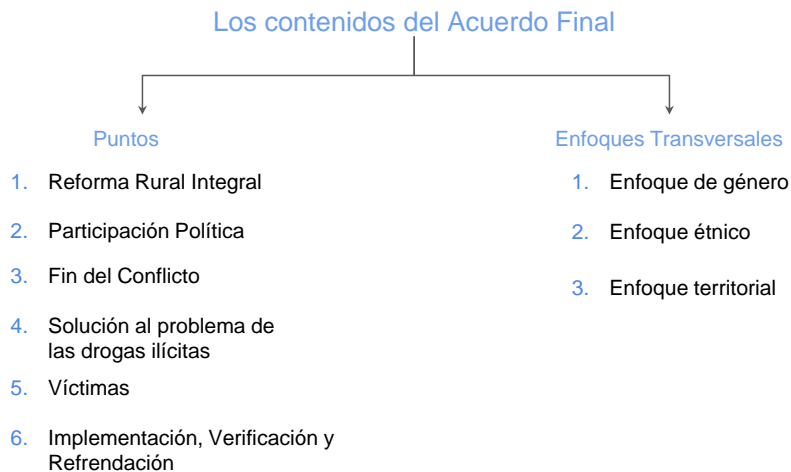 Los contenidos del Acuerdo Final
Puntos
1. Reforma Rural Integral
2. Participación Política
3. Fin del Conflicto
4. Solución al problema de
las drogas ilícitas
5. Víctimas
6. Implementación, Verificación y
Refrendación
Enfoques Transversales
1. Enfoque de género
2. Enfoque étnico
3. Enfoque territorial